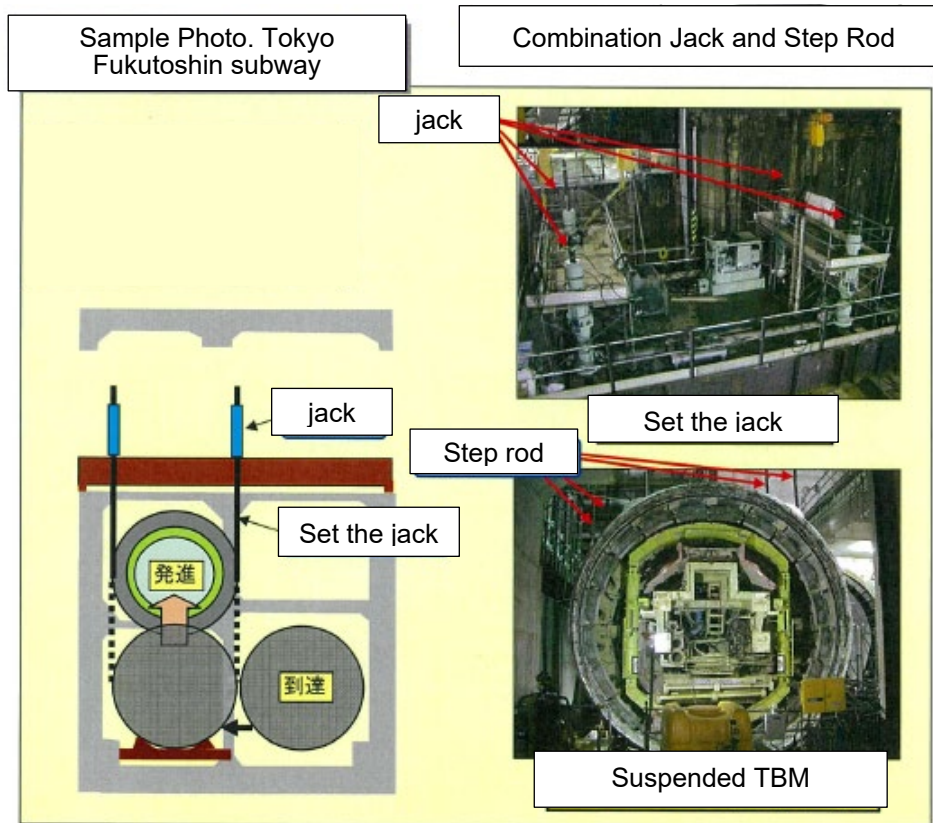 Sample Photo. Tokyo
Fukutoshin subway
Combination Jack and Step Rod
jack
Set the jack
jack
Step rod
Set the jack
発進
到達
Suspended TBM